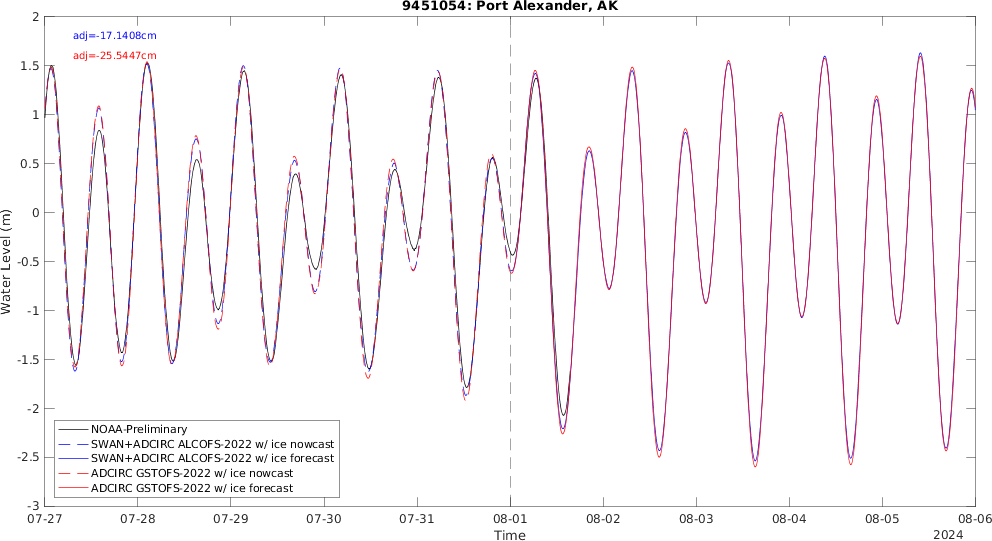 9451054: Port Alexander, AK
adj=-17.1408cm
adj=-25.5447cm
2
1.5
1
0.5
0
-0.5
-1
-1.5
-2
-2.5
-3
Water Level (m)
NOAA-Preliminary
SWAN+ADCIRC ALCOFS-2022 w/ ice nowcast
SWAN+ADCIRC ALCOFS-2022 w/ ice forecast
ADCIRC GSTOFS-2022 w/ ice nowcast
ADCIRC GSTOFS-2022 w/ ice forecast
07-27 07-28 07-29 07-30 07-31 08-01 08-02 08-03 08-04 08-05 08-06
Time
2024